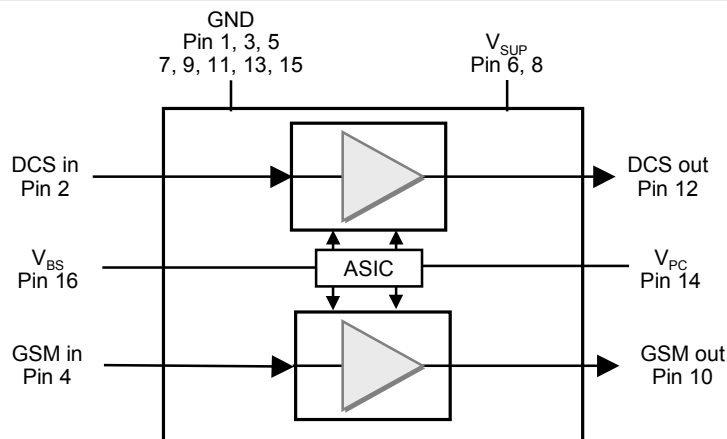 GND
Pin 1, 3, 5
7, 9, 11, 13, 15
VSUP
Pin 6, 8
DCS in
Pin 2
DCS out
Pin 12
VBS
Pin 16
ASIC
VPC
Pin 14
GSM in
Pin 4
GSM out
Pin 10